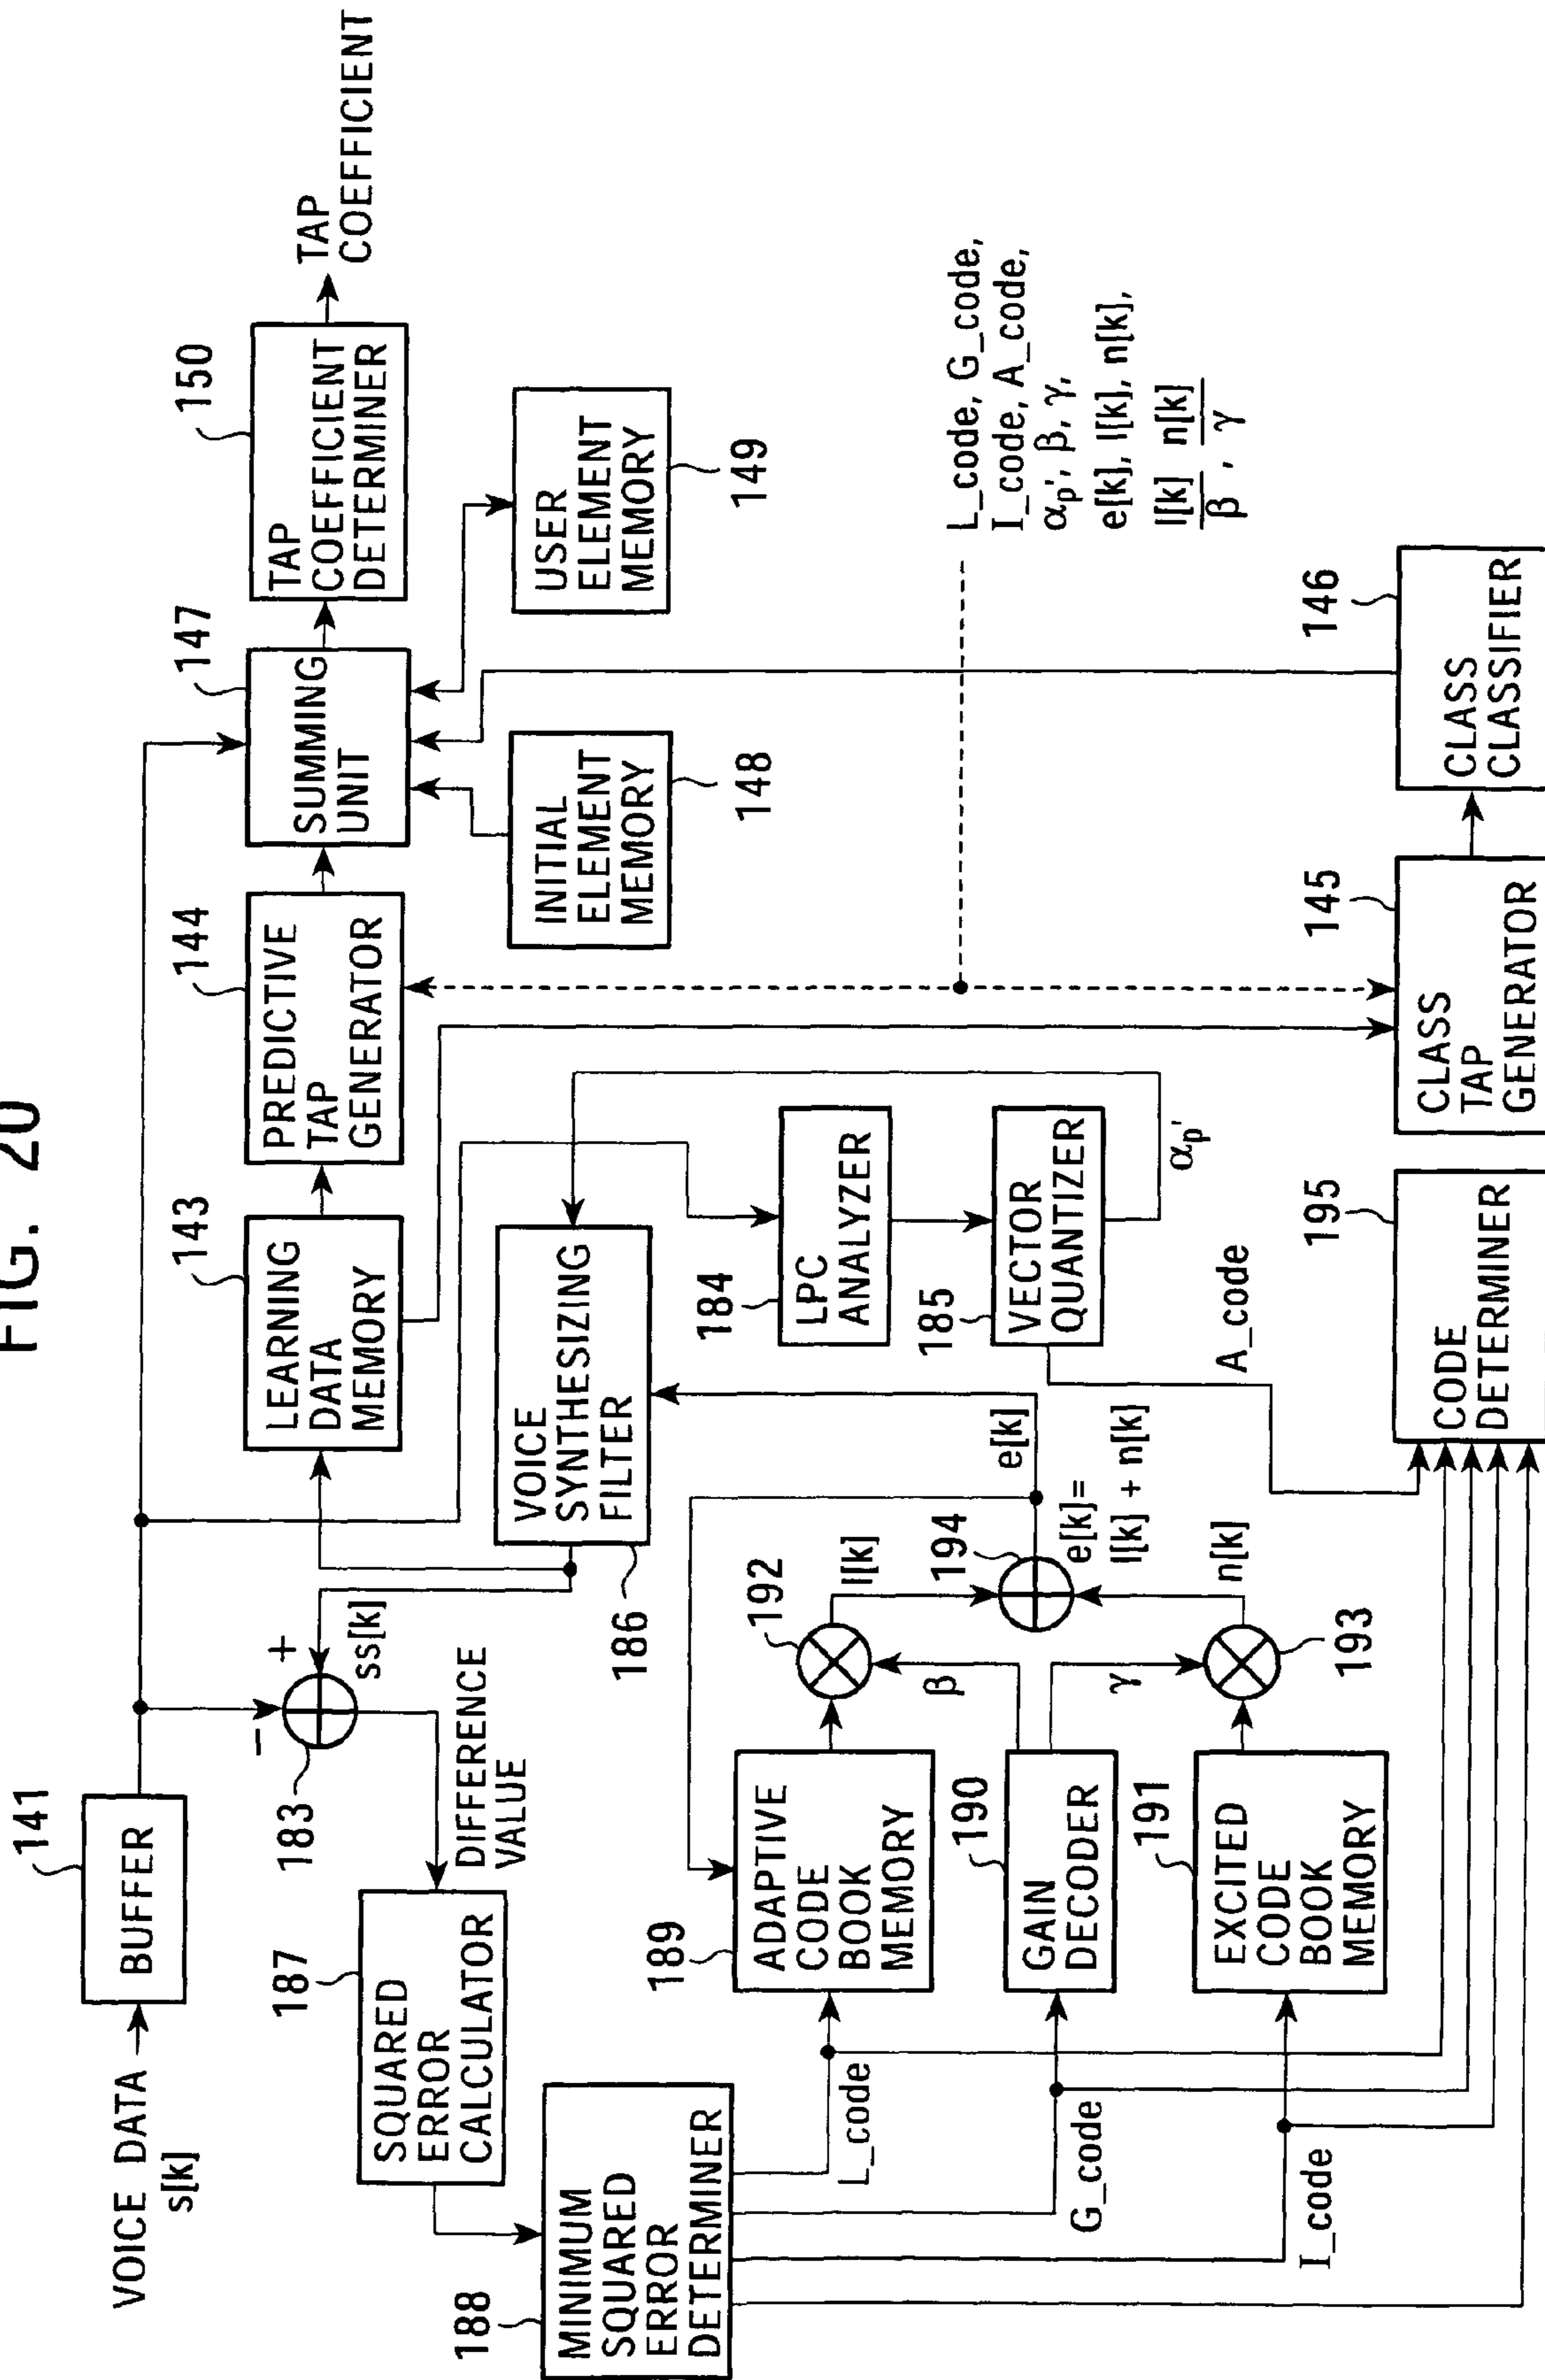 FIG. 20
VOICE DATA
s[k]
141
BUFFER
183
-
+
ss[k]
DIFFERENCE
VALUE
187
SQUARED
ERROR
CALCULATOR
188
MINIMUM
SQUARED
ERROR
DETERMINER
L_code
G_code
I_code
189
ADAPTIVE
CODE
BOOK
MEMORY
190
GAIN
DECODER
191
EXCITED
CODE
BOOK
MEMORY
β
γ
192
193
l[k]
n[k]
194
e[k]
e[k]=
l[k] + n[k]
186
VOICE
SYNTHESIZING
FILTER
143
LEARNING
DATA
MEMORY
144
PREDICTIVE
TAP
GENERATOR
147
SUMMING
UNIT
150
TAP
COEFFICIENT
DETERMINER
TAP
COEFFICIENT
148
INITIAL
ELEMENT
MEMORY
149
USER
ELEMENT
MEMORY
184
LPC
ANALYZER
185
VECTOR
QUANTIZER
αp'
A_code
195
CODE
DETERMINER
145
CLASS
TAP
GENERATOR
146
CLASS
CLASSIFIER
L_code, G_code,
I_code, A_code,
αp', β, γ,
e[k], l[k], n[k],
l[k] n[k]
β , γ